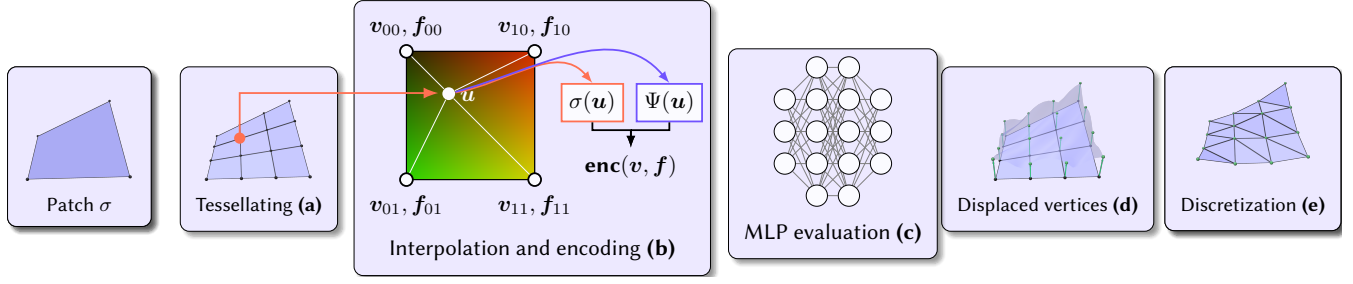 Patch σ
Tessellating (a)
v₀₀, f₀₀
v₁₀, f₁₀
u
σ(u)
Ψ(u)
enc(v, f)
v₀₁, f₀₁
v₁₁, f₁₁
Interpolation and encoding (b)
MLP evaluation (c)
Displaced vertices (d)
Discretization (e)